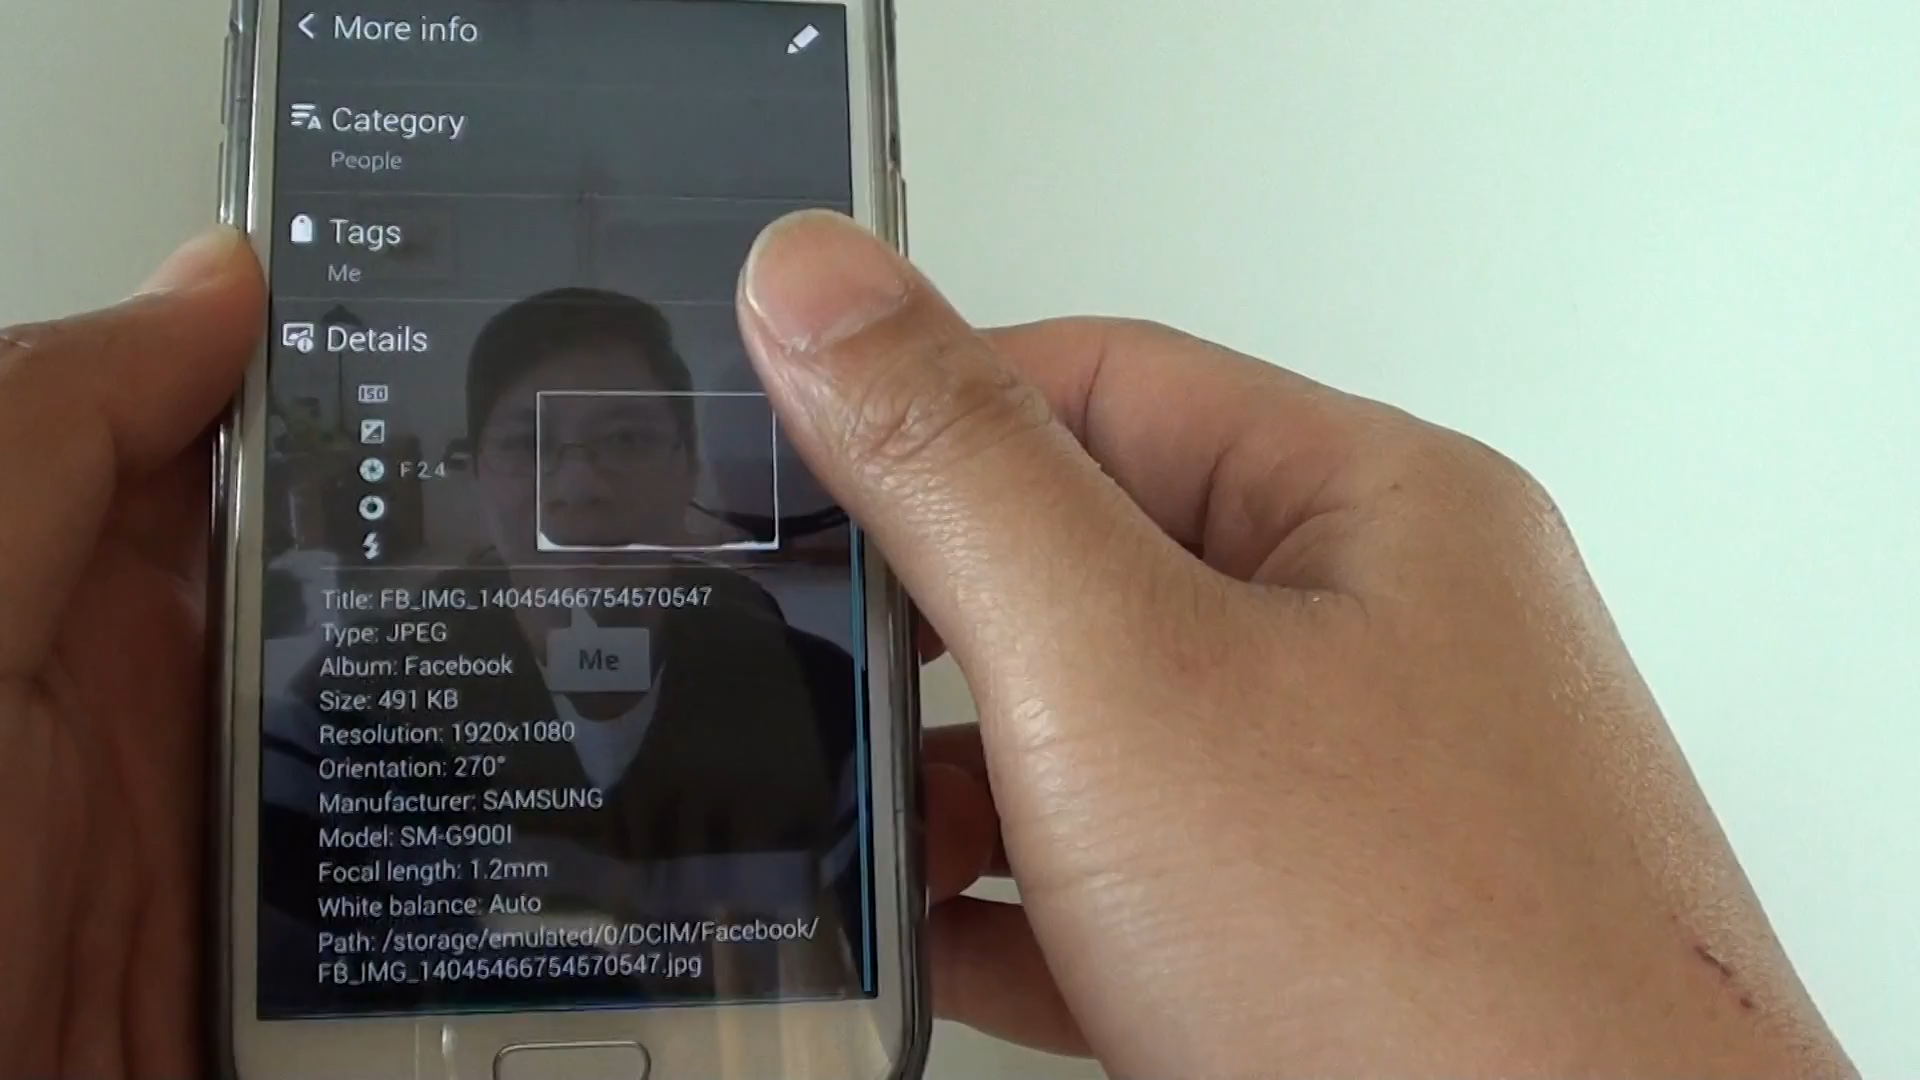 More info
Category
People
Tags
Me
Details
ISO
F 2.4
Title: FB_IMG_14045466754570547
Type: JPEG
Me
Album: Facebook
Size: 491 KB
Resolution: 1920x1080
Orientation: 270°
Manufacturer: SAMSUNG
Model: SM-G900I
Focal length: 1.2mm
White balance: Auto
Path: /storage/emulated/0/DCIM/Facebook/
FB_IMG_14045466754570547.jpg